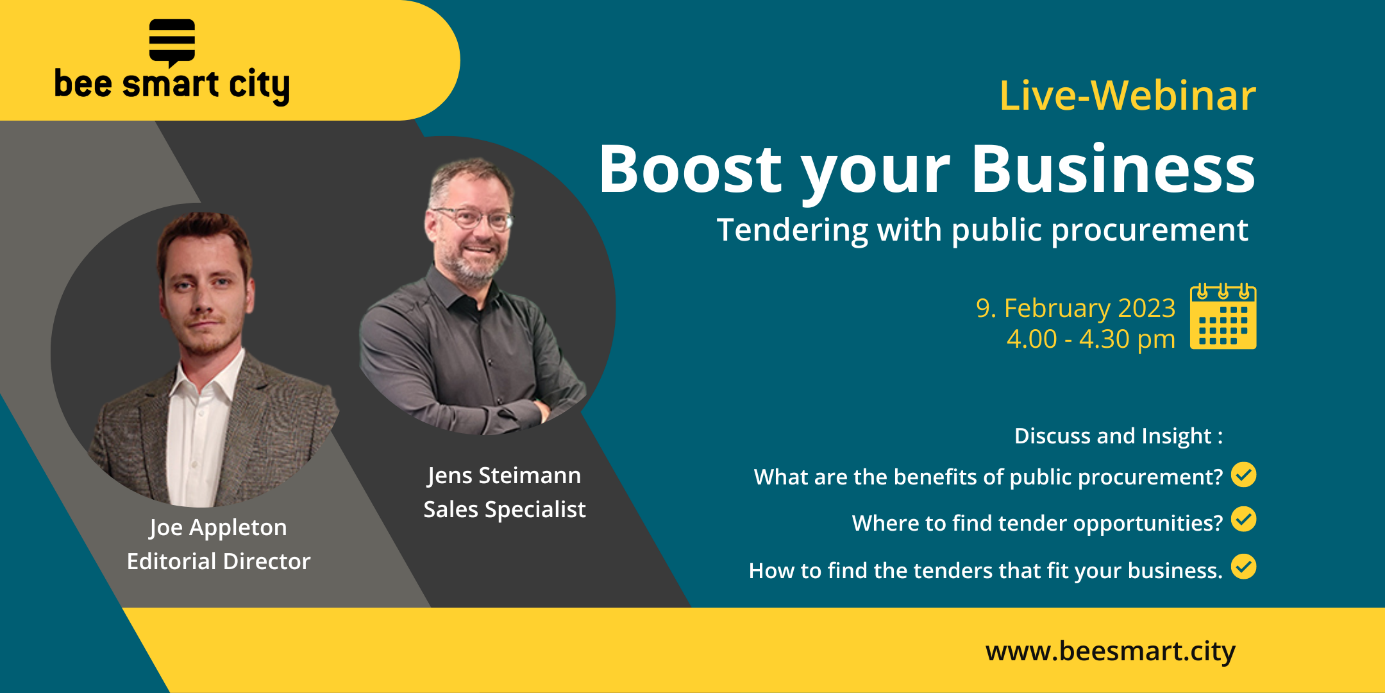 bee smart city
Live-Webinar
Boost your Business
Tendering with public procurement
9. February 2023
4.00 - 4.30 pm
Discuss and Insight :
What are the benefits of public procurement?
Where to find tender opportunities?
How to find the tenders that fit your business.
Jens Steimann
Sales Specialist
Joe Appleton
Editorial Director
www.beesmart.city